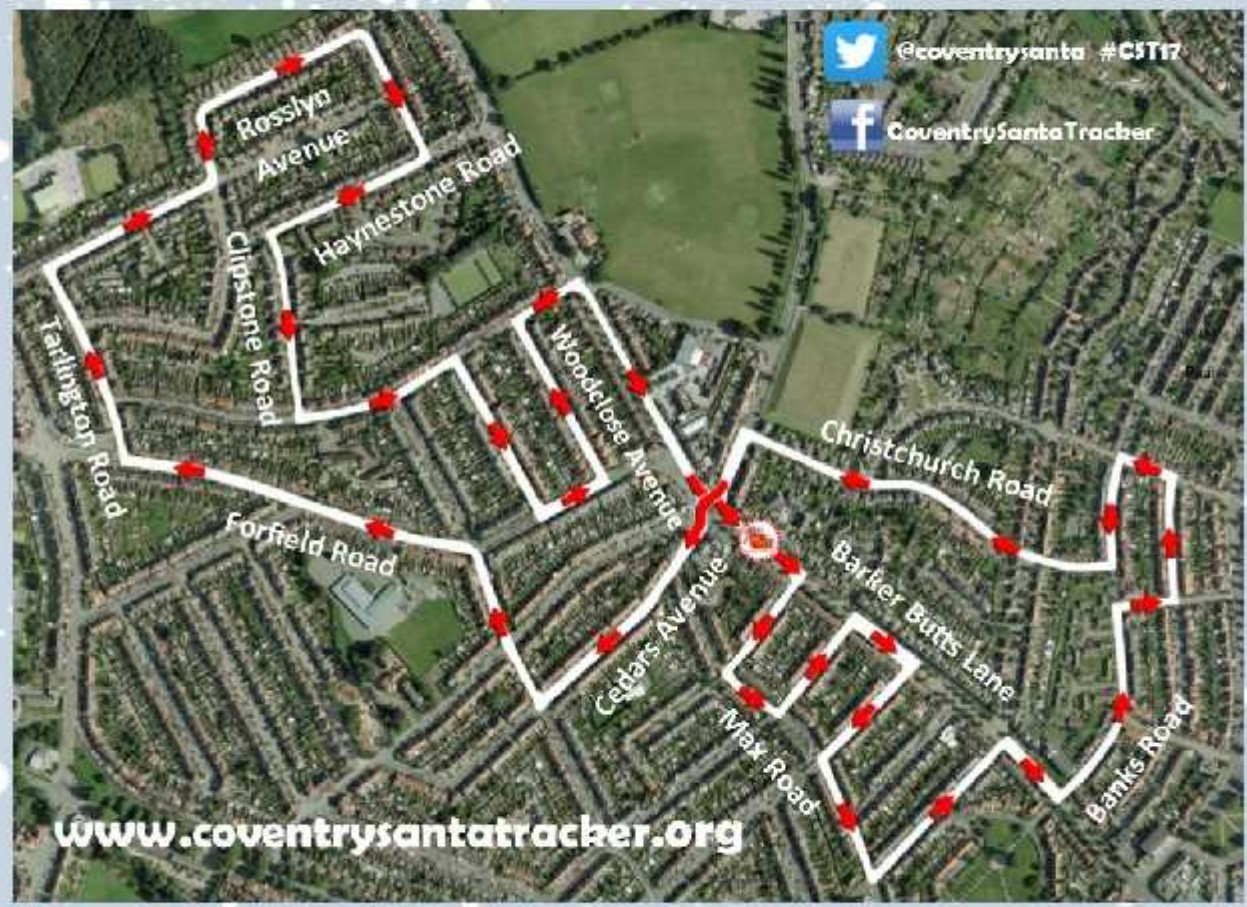 @coventrysanta #CST17
CoventrySantaTracker
Rosslyn
Avenue
Haynestone Road
Clipstone Road
Tarlington Road
Woodclose Avenue
Forfield Road
Christchurch Road
Barker Butts Lane
Cedars Avenue
Max Road
Banks Road
www.coventrysantatracker.org